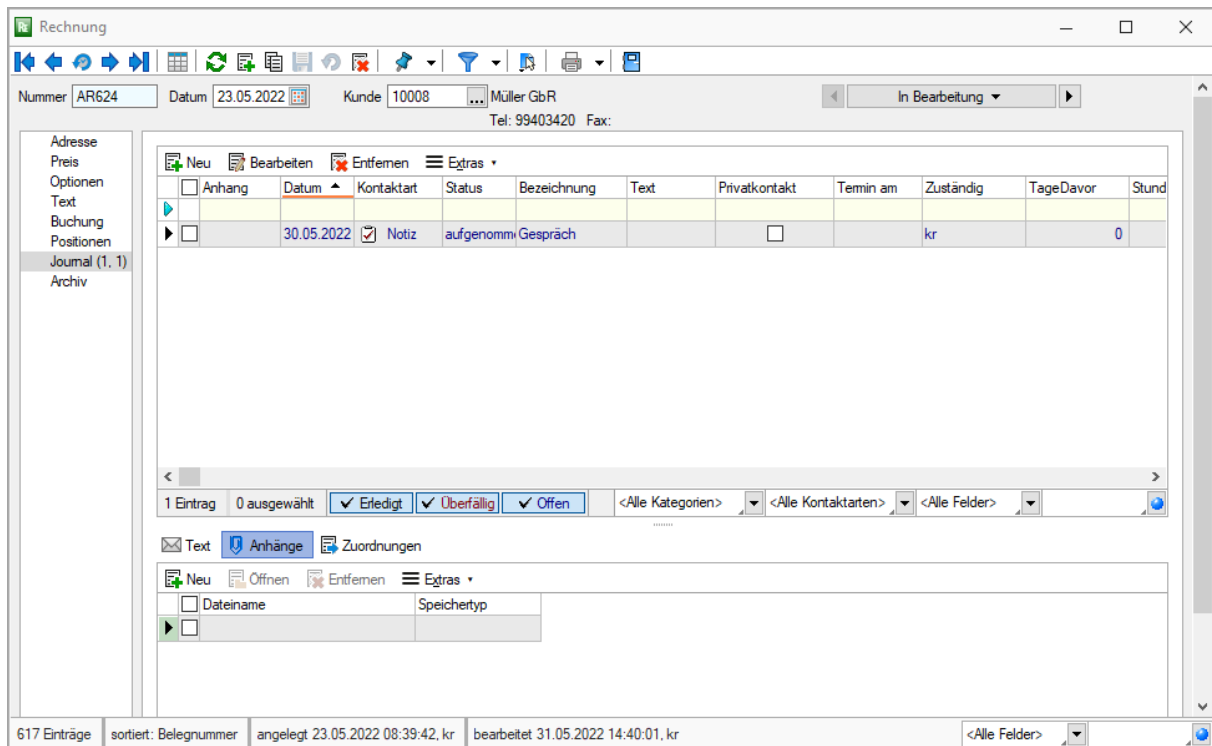 RE Rechnung
Nummer AR624 Datum 23.05.2022 Kunde 10008 ... Müller GbR In Bearbeitung
Tel: 99403420 Fax:
Adresse
Preis
Optionen
Text
Buchung
Positionen
Journal (1, 1)
Archiv
Neu Bearbeiten Entfernen Extras
Anhang Datum Kontaktart Status Bezeichnung Text Privatkontakt Termin am Zuständig TageDavor Stund
30.05.2022 Notiz aufgenomm Gespräch kr 0
1 Eintrag 0 ausgewählt Erledigt Überfällig Offen <Alle Kategorien> <Alle Kontaktarten> <Alle Felder>
Text Anhänge Zuordnungen
Neu Öffnen Entfernen Extras
Dateiname Speichertyp
617 Einträge sortiert: Belegnummer angelegt 23.05.2022 08:39:42, kr bearbeitet 31.05.2022 14:40:01, kr <Alle Felder>